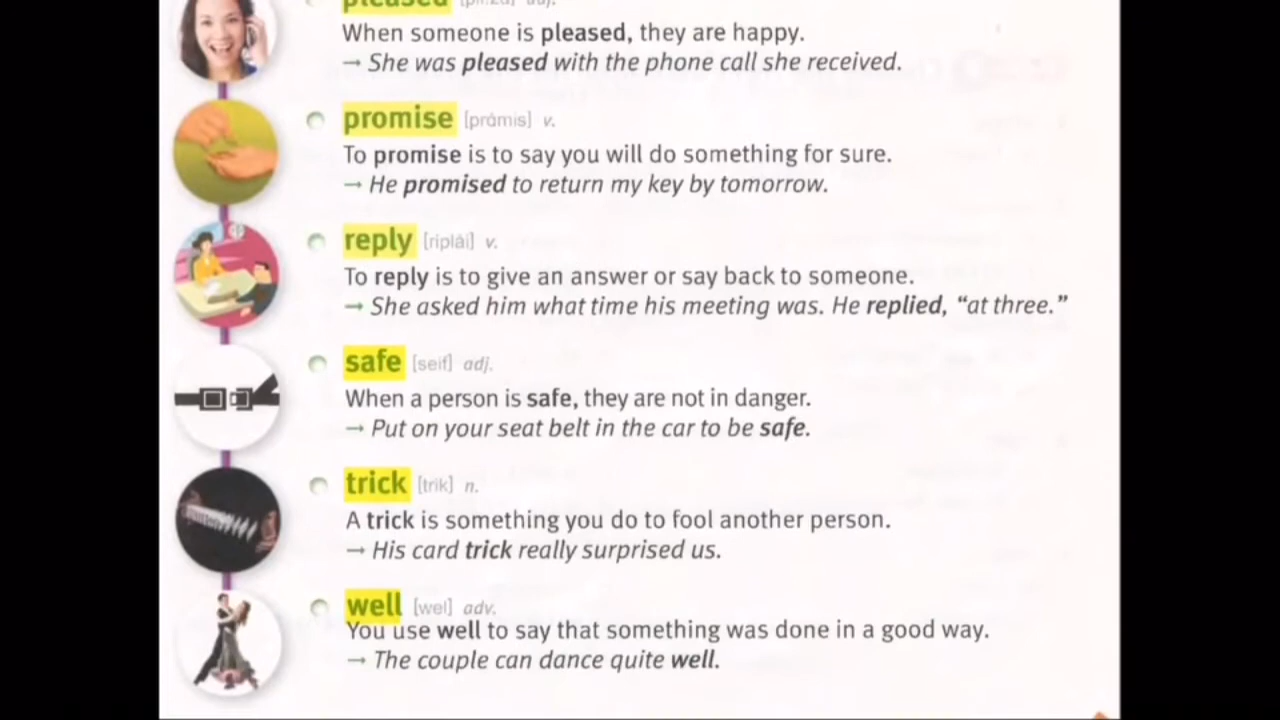 pleased
When someone is pleased, they are happy.
→ She was pleased with the phone call she received.
promise [prámis] v.
To promise is to say you will do something for sure.
→ He promised to return my key by tomorrow.
reply [riplái] v.
To reply is to give an answer or say back to someone.
→ She asked him what time his meeting was. He replied, “at three.”
safe [seif] adj.
When a person is safe, they are not in danger.
→ Put on your seat belt in the car to be safe.
trick [trik] n.
A trick is something you do to fool another person.
→ His card trick really surprised us.
well [wel] adv.
You use well to say that something was done in a good way.
→ The couple can dance quite well.